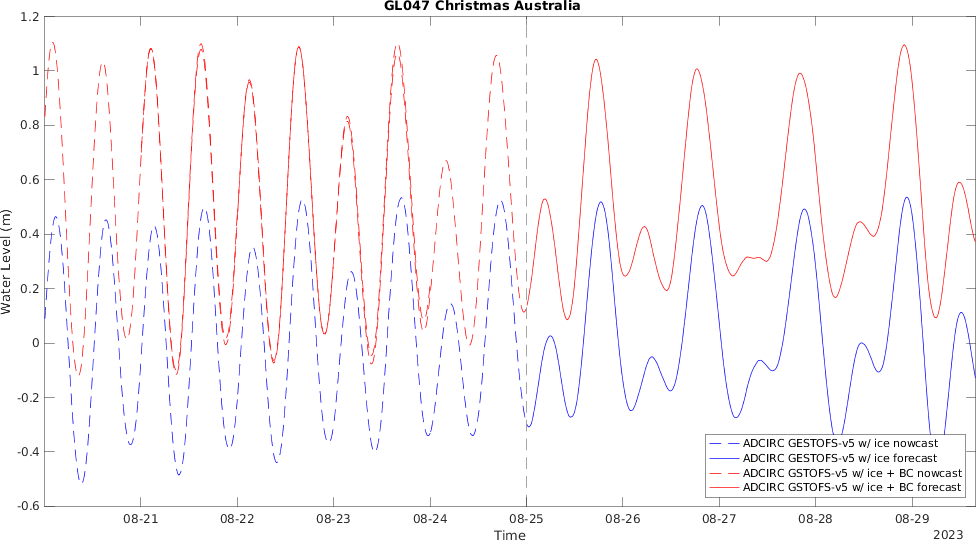 GL047 Christmas Australia
1.2
1
0.8
0.6
0.4
0.2
0
-0.2
-0.4
-0.6
Water Level (m)
08-21
08-22
08-23
08-24
08-25
08-26
08-27
08-28
08-29
Time
2023
ADCIRC GESTOFS-v5 w/ ice nowcast
ADCIRC GESTOFS-v5 w/ ice forecast
ADCIRC GSTOFS-v5 w/ ice + BC nowcast
ADCIRC GSTOFS-v5 w/ ice + BC forecast